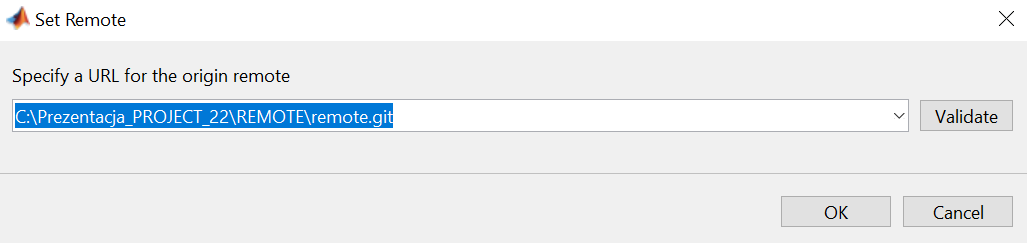 Set Remote
Specify a URL for the origin remote
C:\Prezentacja_PROJECT_22\REMOTE\remote.git
Validate
OK
Cancel